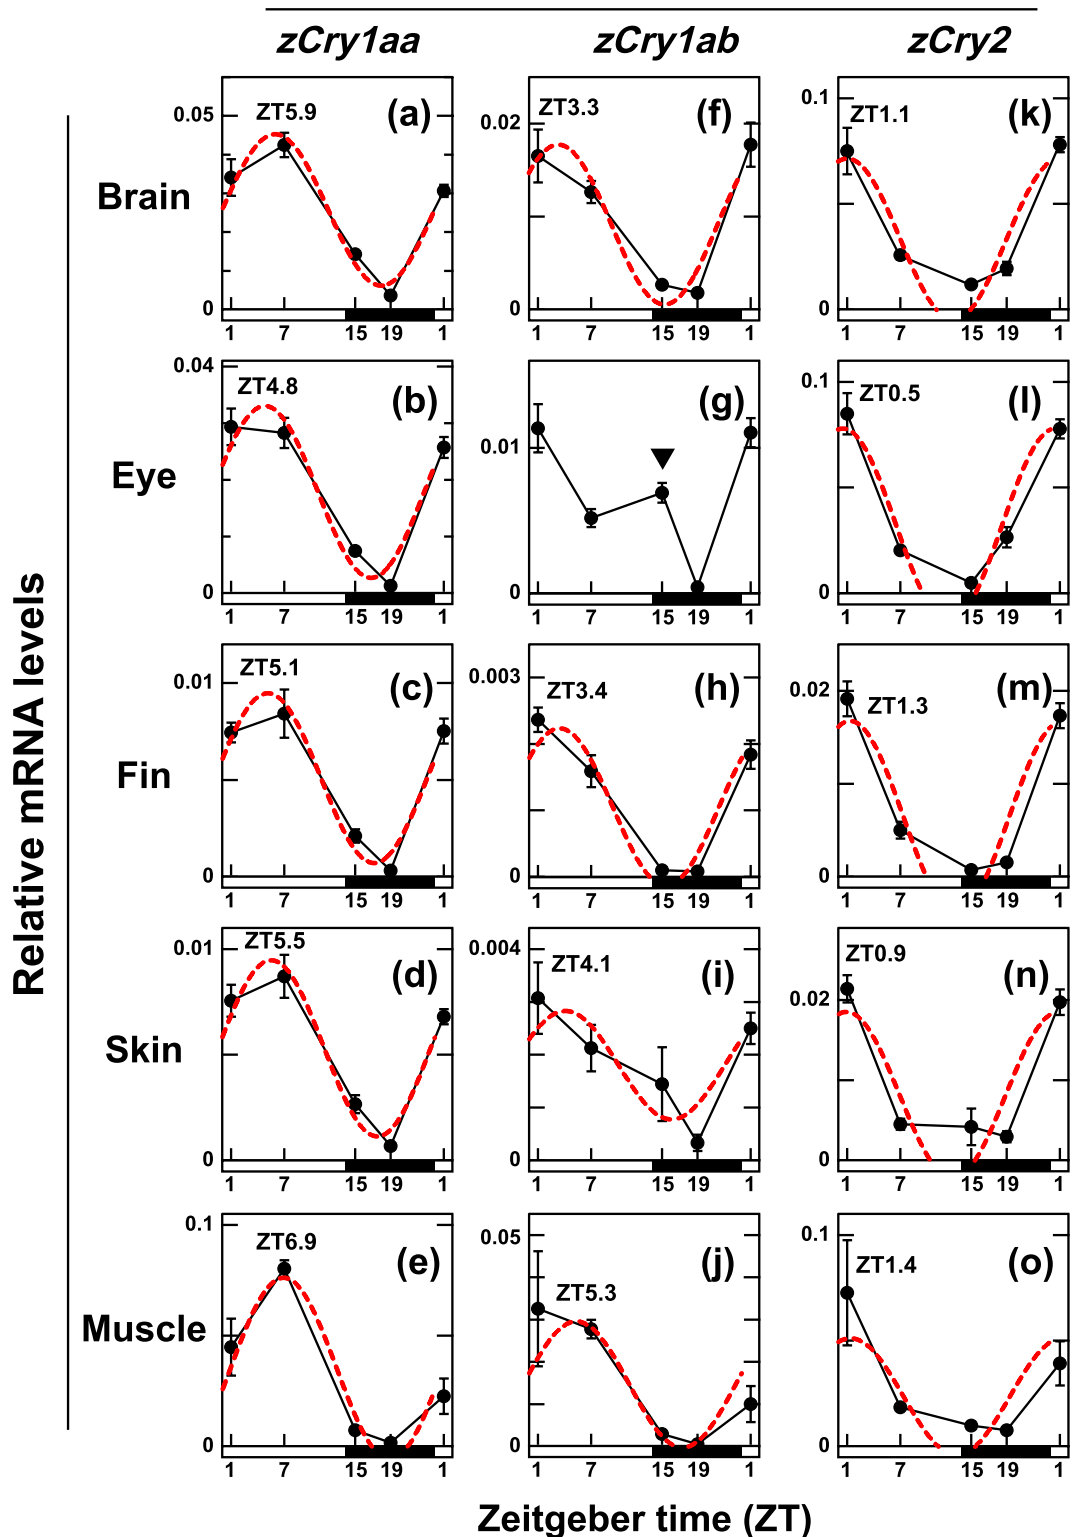 zCry1aa zCry1ab zCry2
Relative mRNA levels
Brain
0.05
0
ZT5.9
(a)
1 7 15 19 1
0.02
0
ZT3.3
(f)
1 7 15 19 1
0.1
0
ZT1.1
(k)
1 7 15 19 1
Eye
0.04
0
ZT4.8
(b)
1 7 15 19 1
0.01
0
(g)
1 7 15 19 1
0.1
0
ZT0.5
(l)
1 7 15 19 1
Fin
0.01
0
ZT5.1
(c)
1 7 15 19 1
0.003
0
ZT3.4
(h)
1 7 15 19 1
0.02
0
ZT1.3
(m)
1 7 15 19 1
Skin
0.01
0
ZT5.5
(d)
1 7 15 19 1
0.004
0
ZT4.1
(i)
1 7 15 19 1
0.02
0
ZT0.9
(n)
1 7 15 19 1
Muscle
0.1
0
ZT6.9
(e)
1 7 15 19 1
0.05
0
ZT5.3
(j)
1 7 15 19 1
0.1
0
ZT1.4
(o)
1 7 15 19 1
Zeitgeber time (ZT)